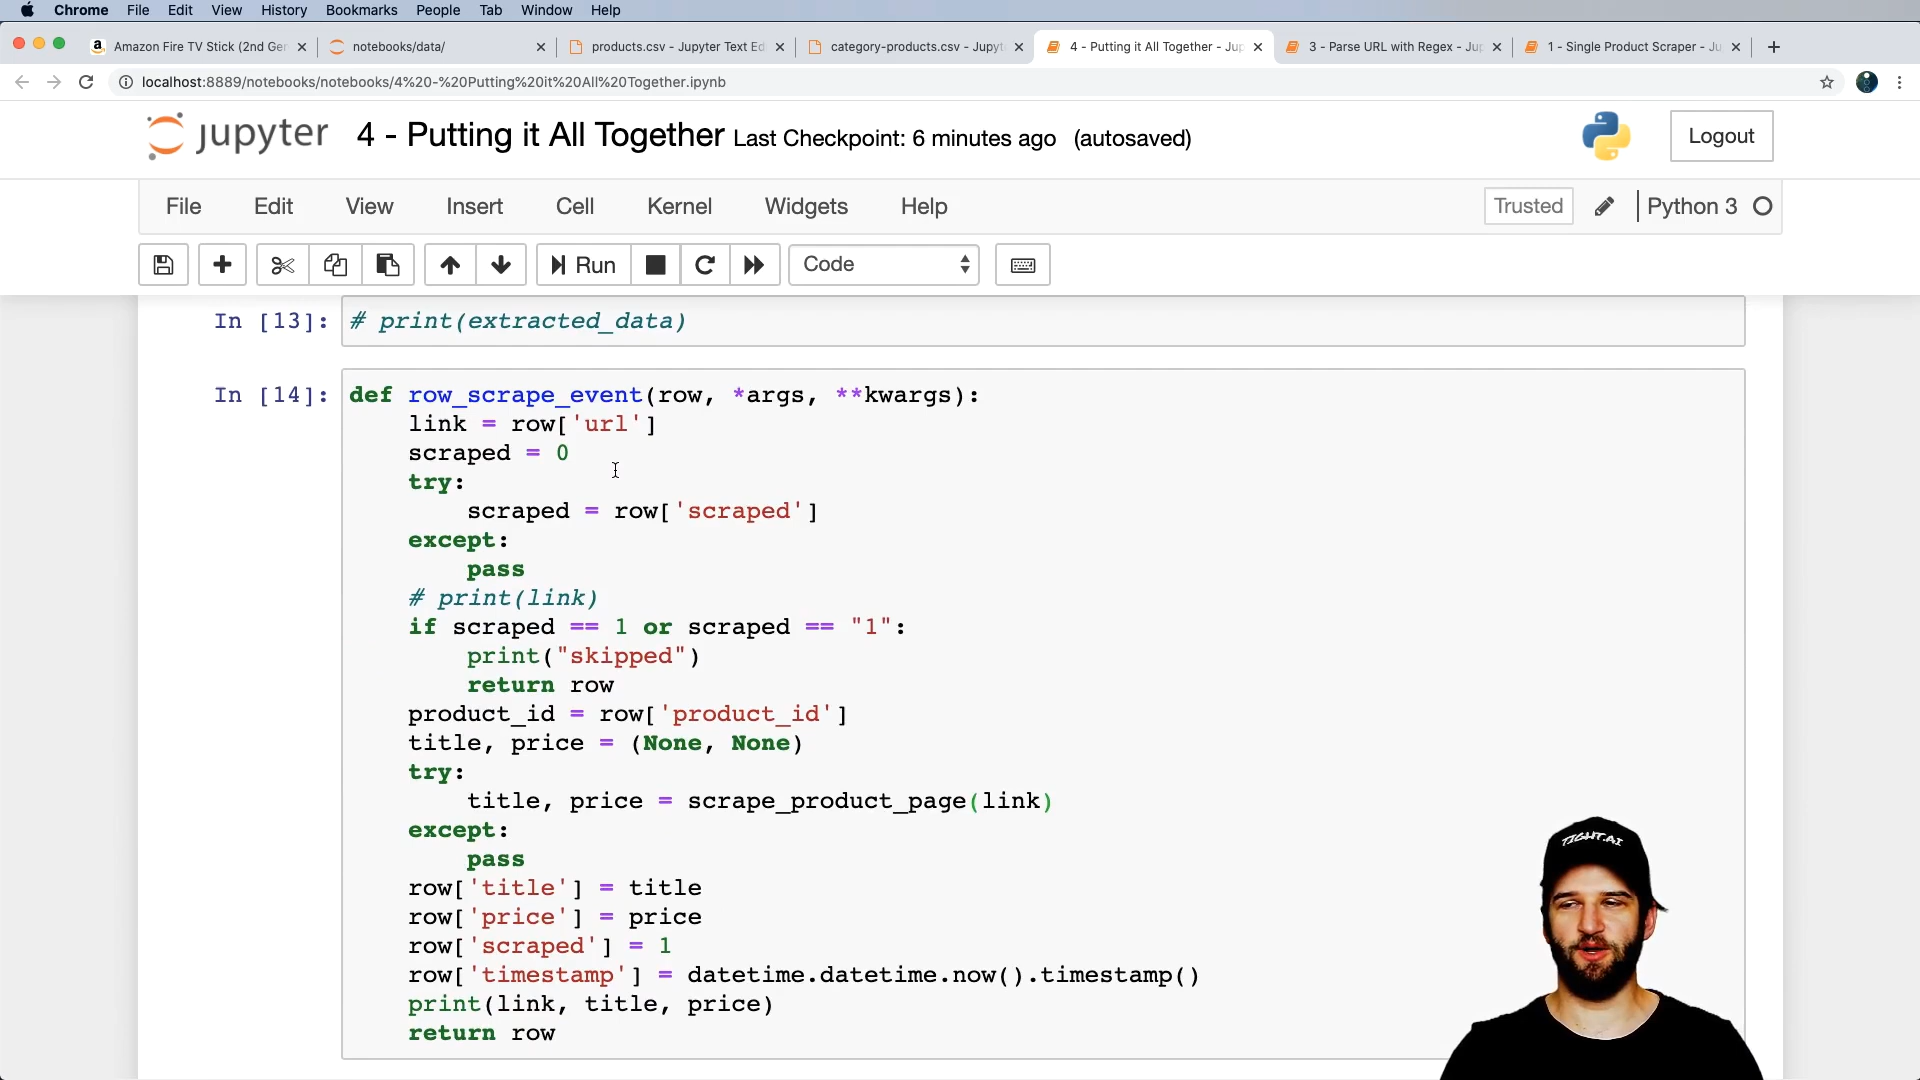 Chrome File Edit View History Bookmarks People Tab Window Help
Amazon Fire TV Stick (2nd Gen
notebooks/data/
products.csv - Jupyter Text Ed
category-products.csv - Jupyt
4 - Putting it All Together - Jup
3 - Parse URL with Regex - Jup
1 - Single Product Scraper - Ju
localhost:8889/notebooks/notebooks/4%20-%20Putting%20it%20All%20Together.ipynb
jupyter 4 - Putting it All Together Last Checkpoint: 6 minutes ago (autosaved)
Logout
File Edit View Insert Cell Kernel Widgets Help
Trusted Python 3
Run Code
In [13]: # print(extracted_data)
In [14]: def row_scrape_event(row, *args, **kwargs):
    link = row['url']
    scraped = 0
    try:
        scraped = row['scraped']
    except:
        pass
    # print(link)
    if scraped == 1 or scraped == "1":
        print("skipped")
        return row
    product_id = row['product_id']
    title, price = (None, None)
    try:
        title, price = scrape_product_page(link)
    except:
        pass
    row['title'] = title
    row['price'] = price
    row['scraped'] = 1
    row['timestamp'] = datetime.datetime.now().timestamp()
    print(link, title, price)
    return row
TIGHT.AI